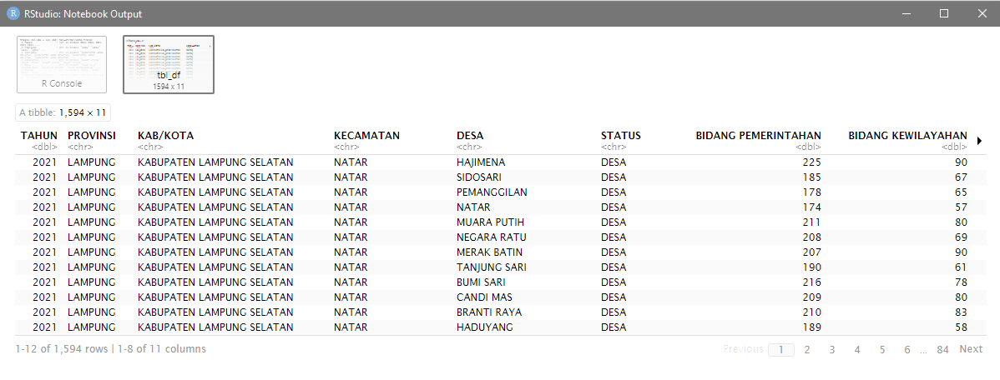 RStudio: Notebook Output
R Console
tbl_df
1594 x 11
A tibble: 1,594 × 11
TAHUN PROVINSI KAB/KOTA KECAMATAN DESA STATUS BIDANG PEMERINTAHAN BIDANG KEWILAYAHAN
<dbl> <chr> <chr> <chr> <chr> <chr> <dbl> <dbl>
2021 LAMPUNG KABUPATEN LAMPUNG SELATAN NATAR HAJIMENA DESA 225 90
2021 LAMPUNG KABUPATEN LAMPUNG SELATAN NATAR SIDOSARI DESA 185 67
2021 LAMPUNG KABUPATEN LAMPUNG SELATAN NATAR PEMANGGILAN DESA 178 65
2021 LAMPUNG KABUPATEN LAMPUNG SELATAN NATAR NATAR DESA 174 57
2021 LAMPUNG KABUPATEN LAMPUNG SELATAN NATAR MUARA PUTIH DESA 211 80
2021 LAMPUNG KABUPATEN LAMPUNG SELATAN NATAR NEGARA RATU DESA 208 69
2021 LAMPUNG KABUPATEN LAMPUNG SELATAN NATAR MERAK BATIN DESA 207 90
2021 LAMPUNG KABUPATEN LAMPUNG SELATAN NATAR TANJUNG SARI DESA 190 61
2021 LAMPUNG KABUPATEN LAMPUNG SELATAN NATAR BUMI SARI DESA 216 78
2021 LAMPUNG KABUPATEN LAMPUNG SELATAN NATAR CANDI MAS DESA 209 80
2021 LAMPUNG KABUPATEN LAMPUNG SELATAN NATAR BRANTI RAYA DESA 210 83
2021 LAMPUNG KABUPATEN LAMPUNG SELATAN NATAR HADUYANG DESA 189 58
1-12 of 1,594 rows | 1-8 of 11 columns Previous 1 2 3 4 5 6 ... 84 Next